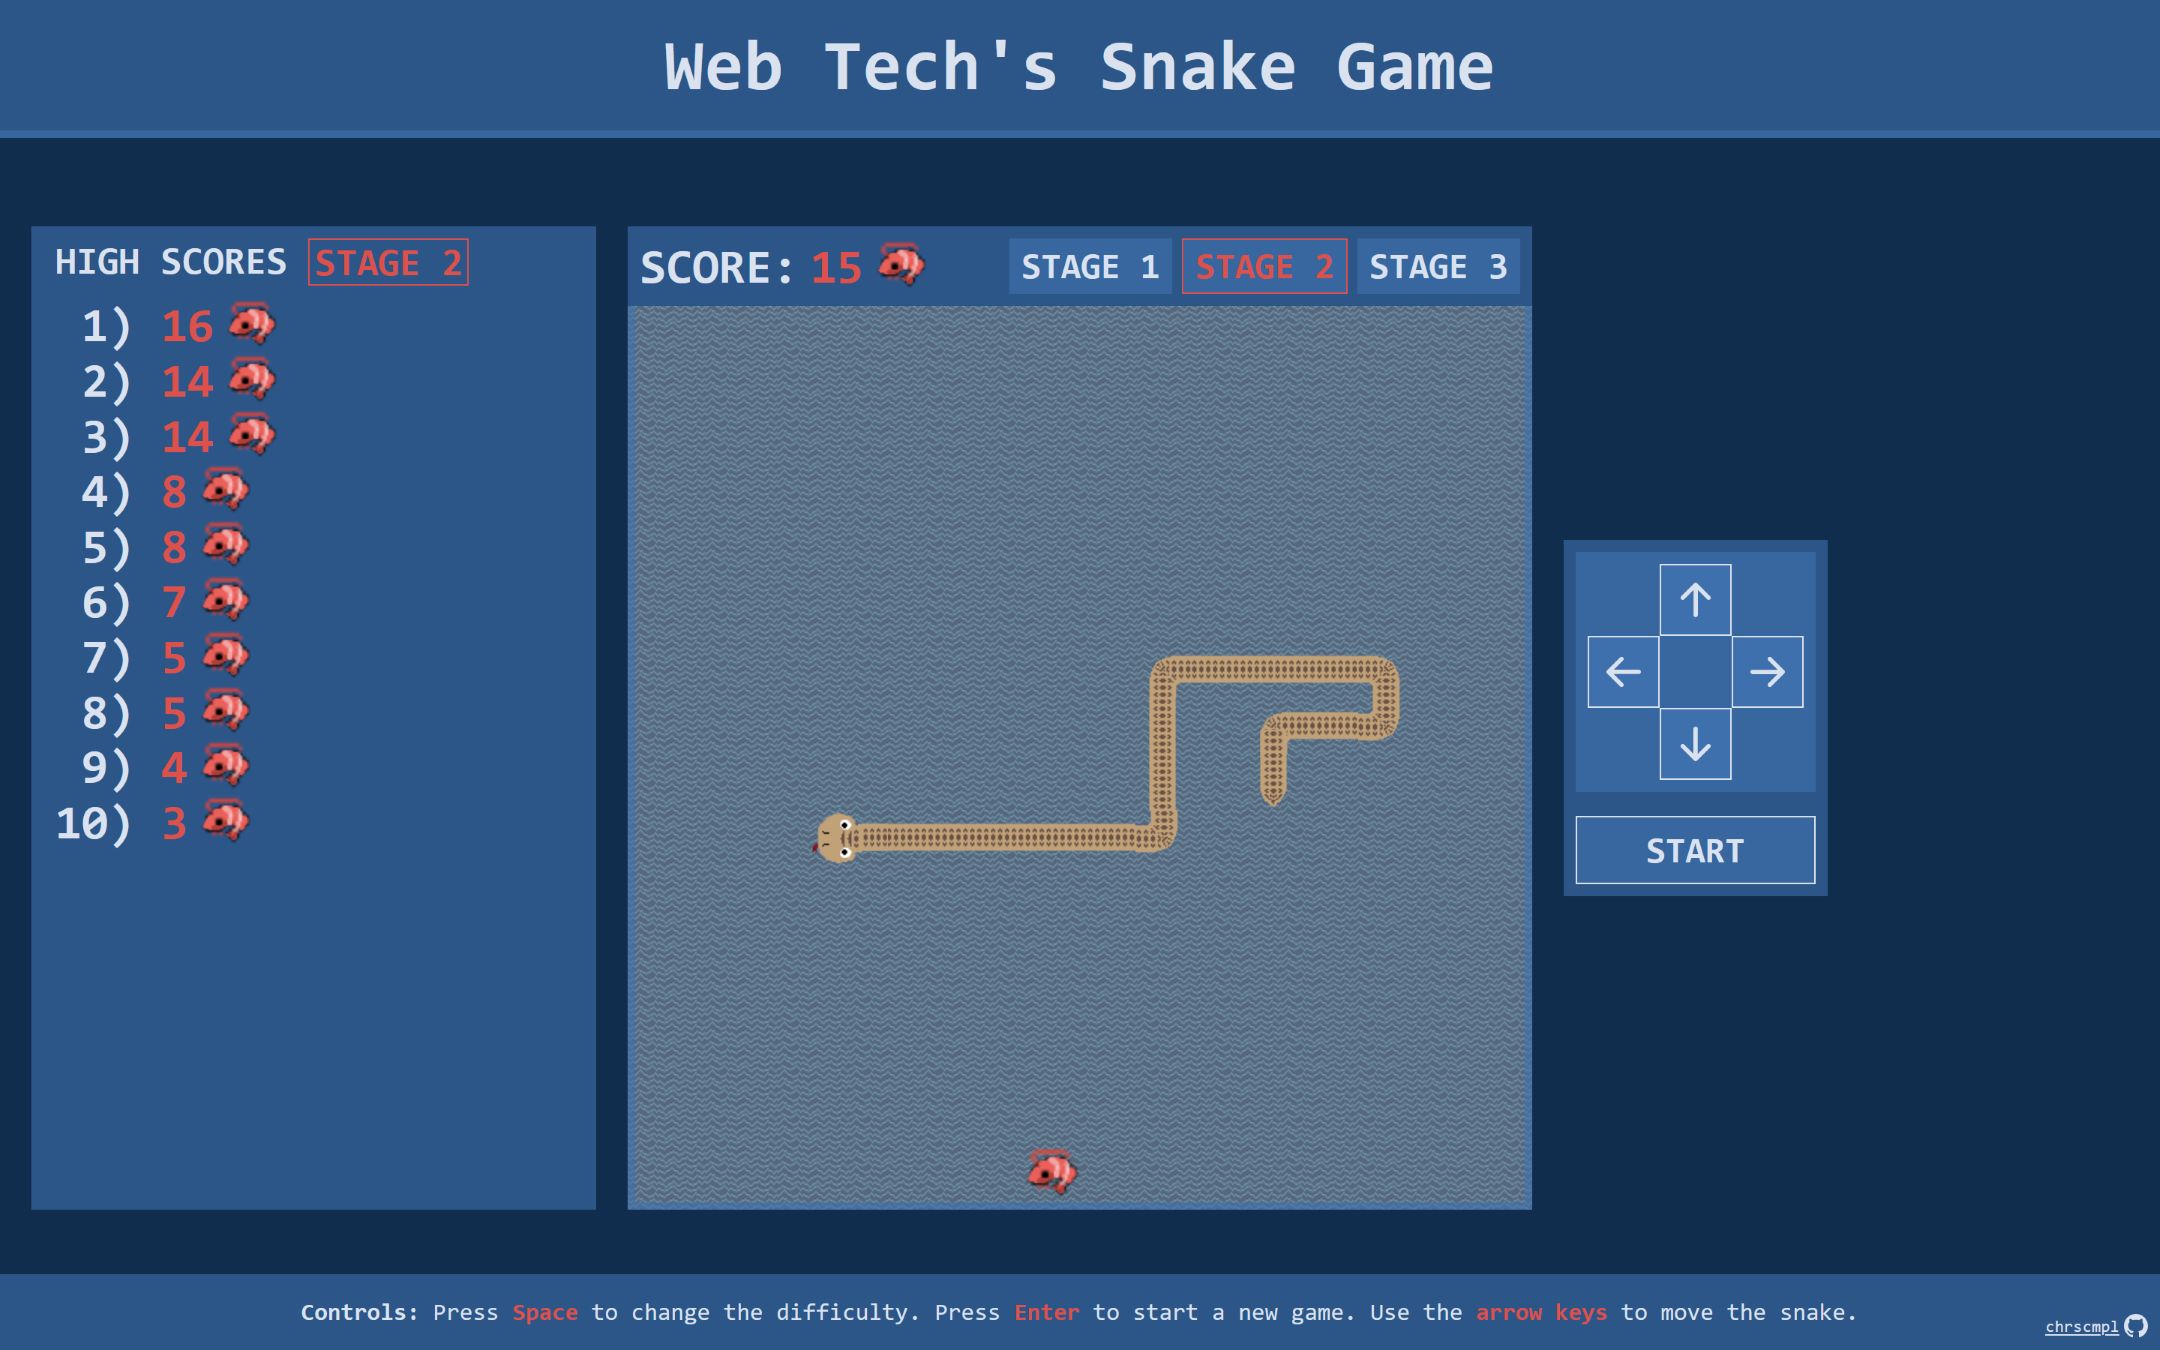 Web Tech's Snake Game
HIGH SCORES STAGE 2
1) 16
2) 14
3) 14
4) 8
5) 8
6) 7
7) 5
8) 5
9) 4
10) 3
SCORE: 15 STAGE 1 STAGE 2 STAGE 3
↑
← →
↓
START
Controls: Press Space to change the difficulty. Press Enter to start a new game. Use the arrow keys to move the snake.
chrscmpl